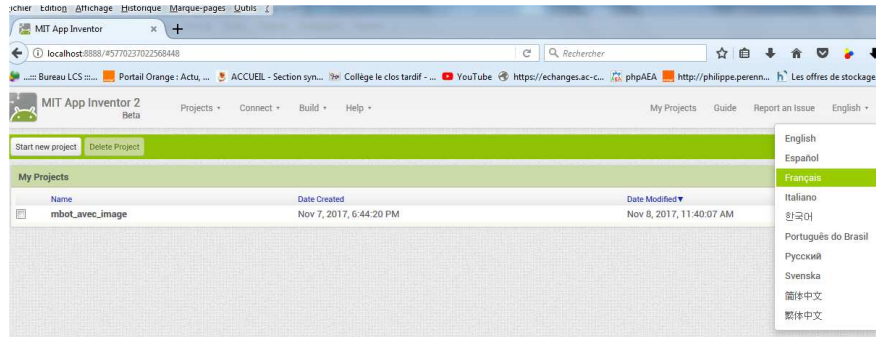 ichier Edition Affichage Historique Marque-pages Outils
MIT App Inventor × +
localhost:8888/#5770237022568448 Rechercher
..::: Bureau LCS :::... Portail Orange : Actu, ... ACCUEIL - Section syn... Collège le clos tardif - ... YouTube https://echanges.ac-c... phpAEA http://philippe.perenn... Les offres de stockage
MIT App Inventor 2
Beta
Projects Connect Build Help My Projects Guide Report an Issue English
Start new project Delete Project
My Projects
Name Date Created Date Modified▼
mbot_avec_image Nov 7, 2017, 6:44:20 PM Nov 8, 2017, 11:40:07 AM
English
Español
Français
Italiano
한국어
Português do Brasil
Русский
Svenska
简体中文
繁体中文